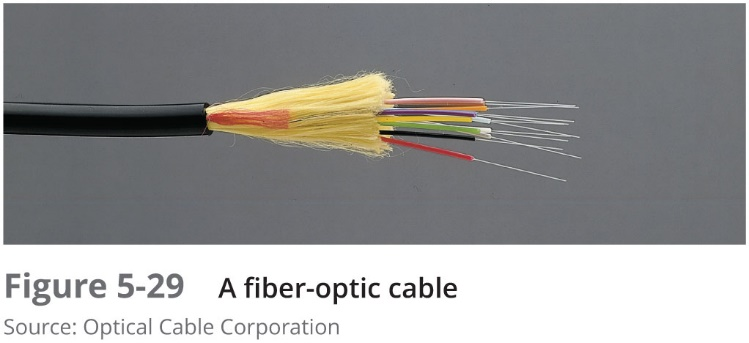 Figure 5-29 A fiber-optic cable
Source: Optical Cable Corporation